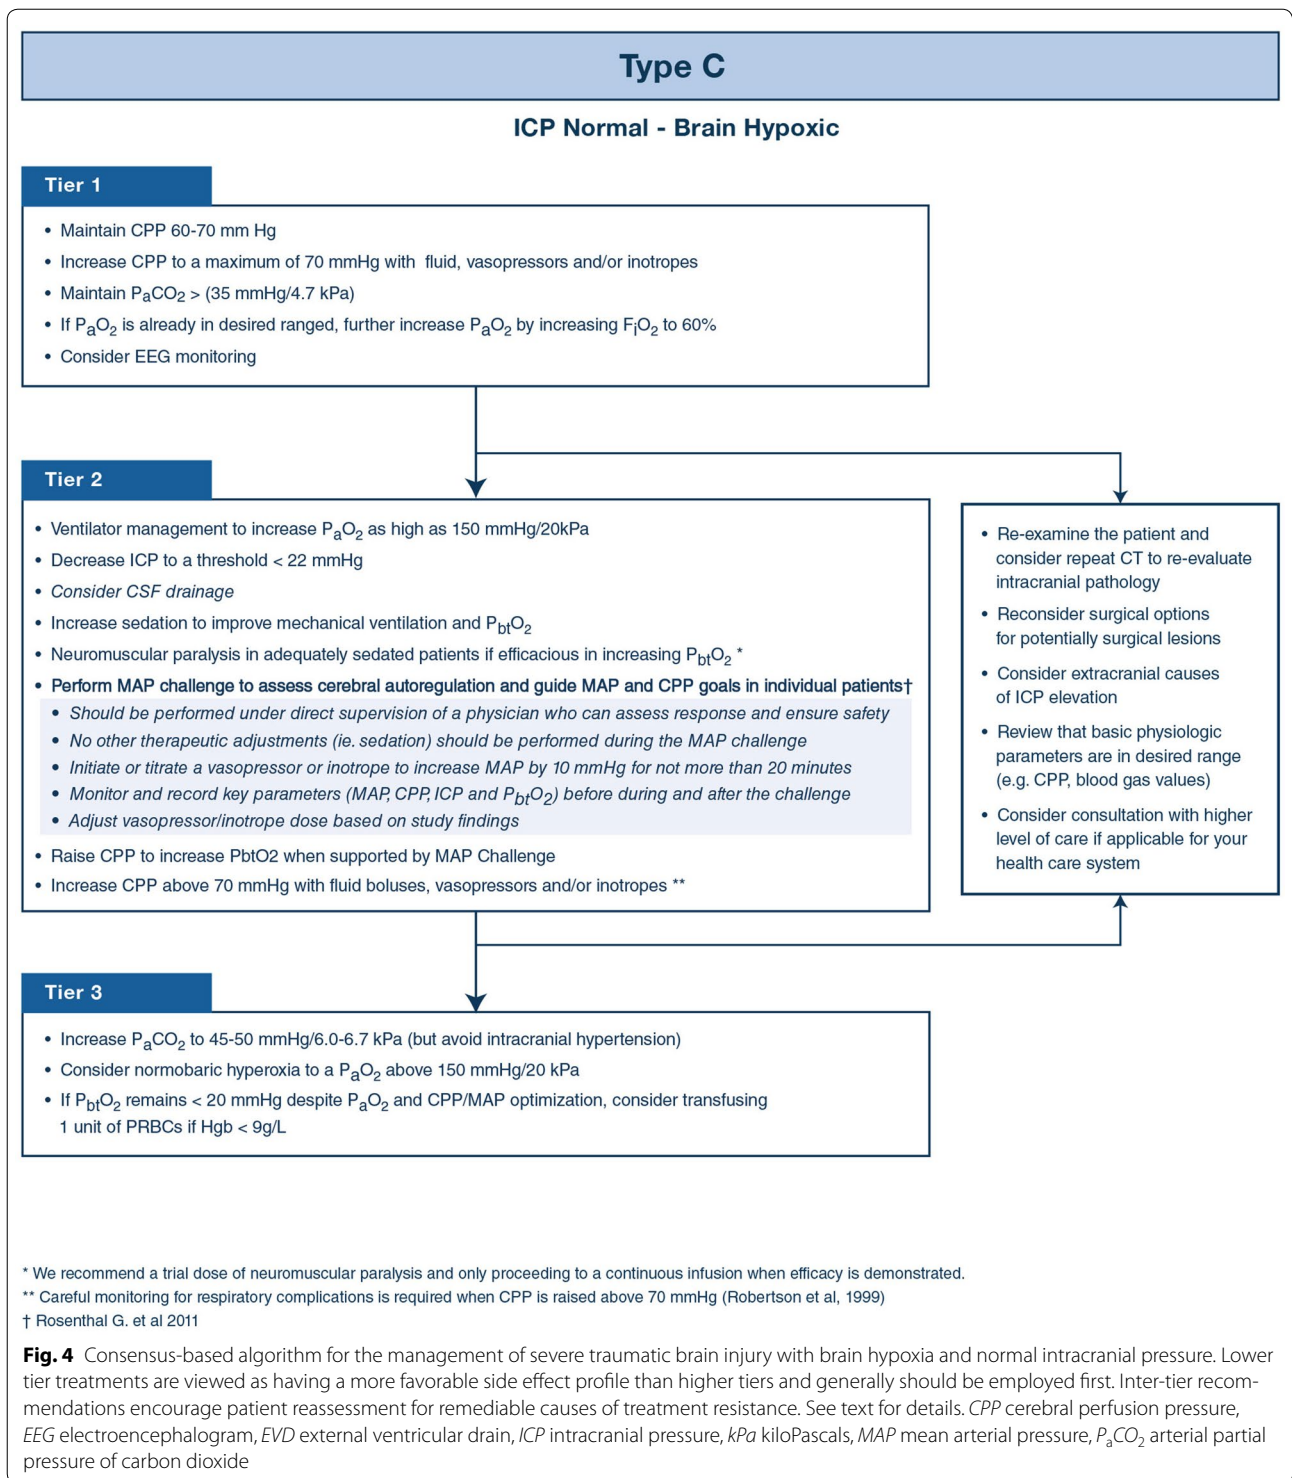 Type C
ICP Normal - Brain Hypoxic
Tier 1
• Maintain CPP 60-70 mm Hg
• Increase CPP to a maximum of 70 mmHg with fluid, vasopressors and/or inotropes
• Maintain PaCO2 > (35 mmHg/4.7 kPa)
• If PaO2 is already in desired ranged, further increase PaO2 by increasing FiO2 to 60%
• Consider EEG monitoring
Tier 2
• Ventilator management to increase PaO2 as high as 150 mmHg/20kPa
• Decrease ICP to a threshold < 22 mmHg
• Consider CSF drainage
• Increase sedation to improve mechanical ventilation and PbtO2
• Neuromuscular paralysis in adequately sedated patients if efficacious in increasing PbtO2 *
• Perform MAP challenge to assess cerebral autoregulation and guide MAP and CPP goals in individual patients†
• Should be performed under direct supervision of a physician who can assess response and ensure safety
• No other therapeutic adjustments (ie. sedation) should be performed during the MAP challenge
• Initiate or titrate a vasopressor or inotrope to increase MAP by 10 mmHg for not more than 20 minutes
• Monitor and record key parameters (MAP, CPP, ICP and PbtO2) before during and after the challenge
• Adjust vasopressor/inotrope dose based on study findings
• Raise CPP to increase PbtO2 when supported by MAP Challenge
• Increase CPP above 70 mmHg with fluid boluses, vasopressors and/or inotropes **
• Re-examine the patient and
consider repeat CT to re-evaluate
intracranial pathology
• Reconsider surgical options
for potentially surgical lesions
• Consider extracranial causes
of ICP elevation
• Review that basic physiologic
parameters are in desired range
(e.g. CPP, blood gas values)
• Consider consultation with higher
level of care if applicable for your
health care system
Tier 3
• Increase PaCO2 to 45-50 mmHg/6.0-6.7 kPa (but avoid intracranial hypertension)
• Consider normobaric hyperoxia to a PaO2 above 150 mmHg/20 kPa
• If PbtO2 remains < 20 mmHg despite PaO2 and CPP/MAP optimization, consider transfusing
1 unit of PRBCs if Hgb < 9g/L
* We recommend a trial dose of neuromuscular paralysis and only proceeding to a continuous infusion when efficacy is demonstrated.
** Careful monitoring for respiratory complications is required when CPP is raised above 70 mmHg (Robertson et al, 1999)
† Rosenthal G. et al 2011
Fig. 4 Consensus-based algorithm for the management of severe traumatic brain injury with brain hypoxia and normal intracranial pressure. Lower
tier treatments are viewed as having a more favorable side effect profile than higher tiers and generally should be employed first. Inter-tier recom-
mendations encourage patient reassessment for remediable causes of treatment resistance. See text for details. CPP cerebral perfusion pressure,
EEG electroencephalogram, EVD external ventricular drain, ICP intracranial pressure, kPa kiloPascals, MAP mean arterial pressure, PaCO2 arterial partial
pressure of carbon dioxide